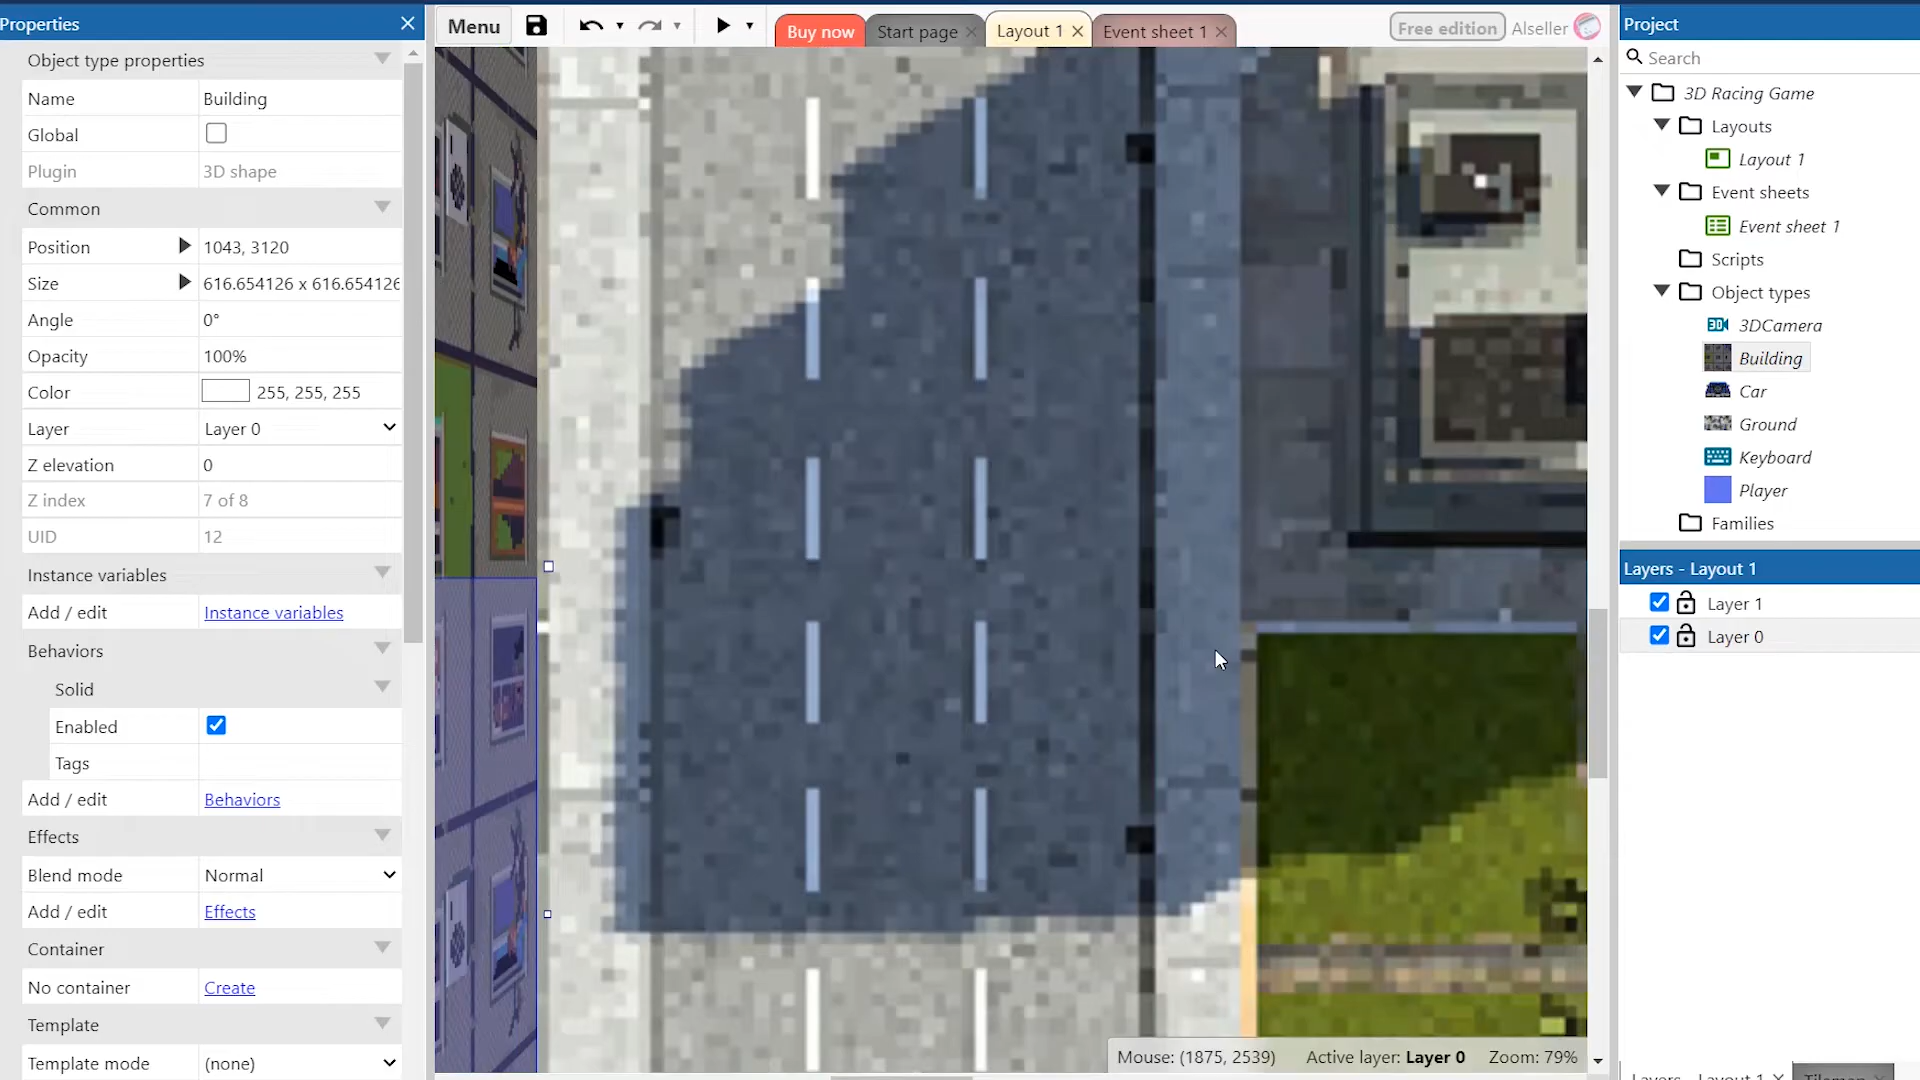 Properties
Object type properties
Name Building
Global
Plugin 3D shape
Common
Position 1043, 3120
Size 616.654126 x 616.654126
Angle 0°
Opacity 100%
Color 255, 255, 255
Layer Layer 0
Z elevation 0
Z index 7 of 8
UID 12
Instance variables
Add / edit Instance variables
Behaviors
Solid
Enabled
Tags
Add / edit Behaviors
Effects
Blend mode Normal
Add / edit Effects
Container
No container Create
Template
Template mode (none)
Menu
Buy now Start page Layout 1 Event sheet 1
Free edition Alseller
Mouse: (1875, 2539) Active layer: Layer 0 Zoom: 79%
Project
Search
3D Racing Game
Layouts
Layout 1
Event sheets
Event sheet 1
Scripts
Object types
3DCamera
Building
Car
Ground
Keyboard
Player
Families
Layers - Layout 1
Layer 1
Layer 0
Layers - Layout 1